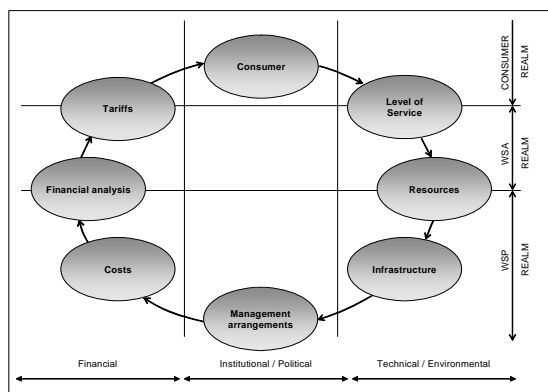 Consumer
CONSUMER
REALM
Tariffs
Level of
Service
WSA
REALM
Financial analysis
Resources
Costs
Infrastructure
WSP
REALM
Management
arrangements
Financial
Institutional / Political
Technical / Environmental